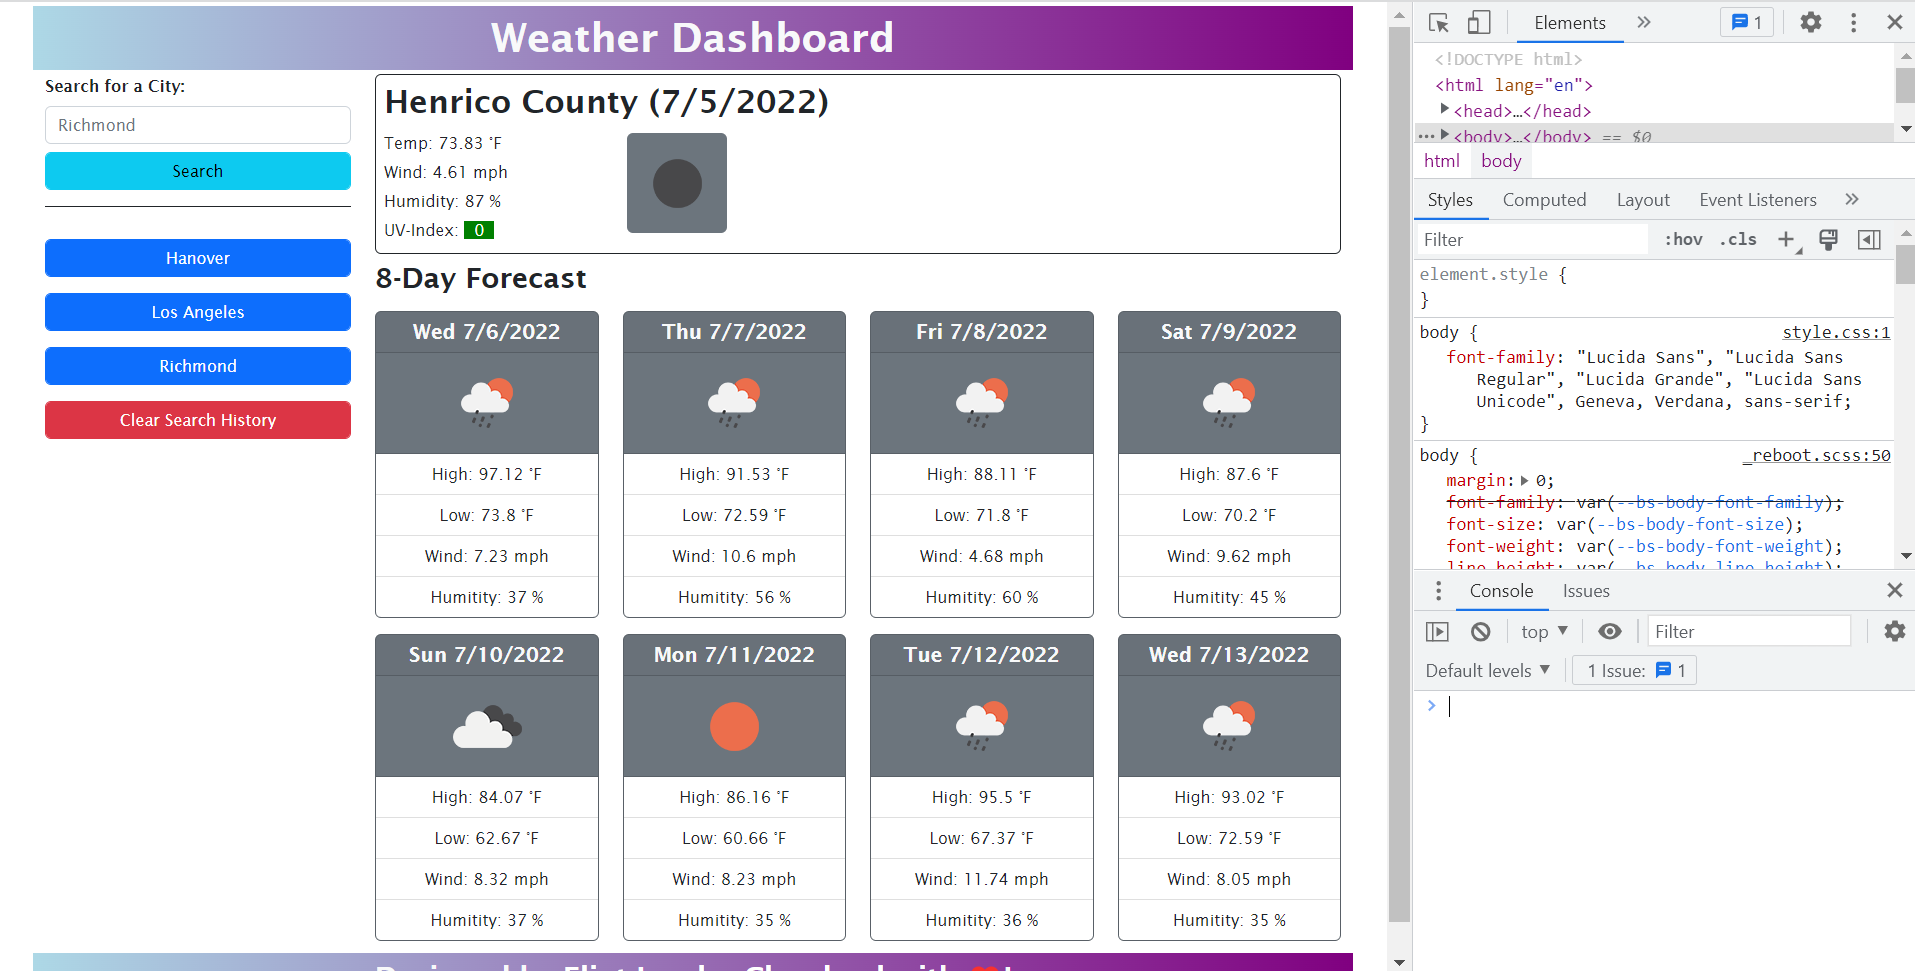 Weather Dashboard
Search for a City:
Richmond
Search
Hanover
Los Angeles
Richmond
Clear Search History
Henrico County (7/5/2022)
Temp: 73.83 °F
Wind: 4.61 mph
Humidity: 87 %
UV-Index: 0
8-Day Forecast
Wed 7/6/2022
High: 97.12 °F
Low: 73.8 °F
Wind: 7.23 mph
Humitity: 37 %
Thu 7/7/2022
High: 91.53 °F
Low: 72.59 °F
Wind: 10.6 mph
Humitity: 56 %
Fri 7/8/2022
High: 88.11 °F
Low: 71.8 °F
Wind: 4.68 mph
Humitity: 60 %
Sat 7/9/2022
High: 87.6 °F
Low: 70.2 °F
Wind: 9.62 mph
Humitity: 45 %
Sun 7/10/2022
High: 84.07 °F
Low: 62.67 °F
Wind: 8.32 mph
Humitity: 37 %
Mon 7/11/2022
High: 86.16 °F
Low: 60.66 °F
Wind: 8.23 mph
Humitity: 35 %
Tue 7/12/2022
High: 95.5 °F
Low: 67.37 °F
Wind: 11.74 mph
Humitity: 36 %
Wed 7/13/2022
High: 93.02 °F
Low: 72.59 °F
Wind: 8.05 mph
Humitity: 35 %
Elements » 1
<!DOCTYPE html>
<html lang="en">
<head>…</head>
<body>…</body> == $0
html body
Styles Computed Layout Event Listeners »
Filter :hov .cls +
element.style {
}
body { style.css:1
font-family: "Lucida Sans", "Lucida Sans
Regular", "Lucida Grande", "Lucida Sans
Unicode", Geneva, Verdana, sans-serif;
}
body { _reboot.scss:50
margin: 0;
font-family: var(--bs-body-font-family);
font-size: var(--bs-body-font-size);
font-weight: var(--bs-body-font-weight);
line-height: var(--bs-body-line-height);
Console Issues
top Filter
Default levels 1 Issue: 1
>